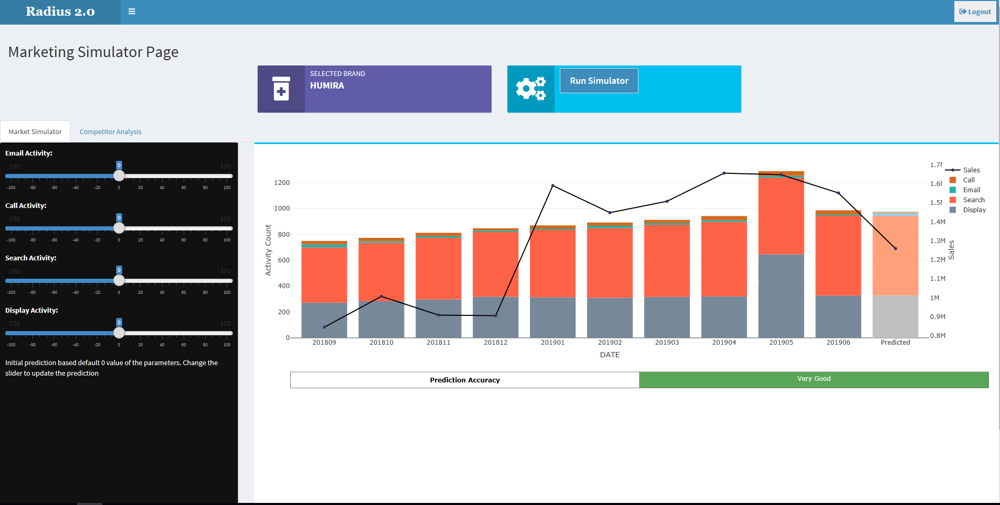 Radius 2.0
Logout
Marketing Simulator Page
SELECTED BRAND
HUMIRA
Run Simulator
Market Simulator
Competitor Analysis
Email Activity:
-100 0 100
-100 -80 -60 -40 -20 0 20 40 60 80 100
Call Activity:
-100 0 100
-100 -80 -60 -40 -20 0 20 40 60 80 100
Search Activity:
-100 0 100
-100 -80 -60 -40 -20 0 20 40 60 80 100
Display Activity:
-100 0 100
-100 -80 -60 -40 -20 0 20 40 60 80 100
Initial prediction based default 0 value of the parameters. Change the
slider to update the prediction
Activity Count
1200
1000
800
600
400
200
0
201809 201810 201811 201812 201901 201902 201903 201904 201905 201906 Predicted
DATE
1.7
1.6
1.5
1.4M
1.3M
1.2M
1.1M
1M
0.9M
0.8M
Sales
Sales
Call
Email
Search
Display
Prediction Accuracy
Very Good